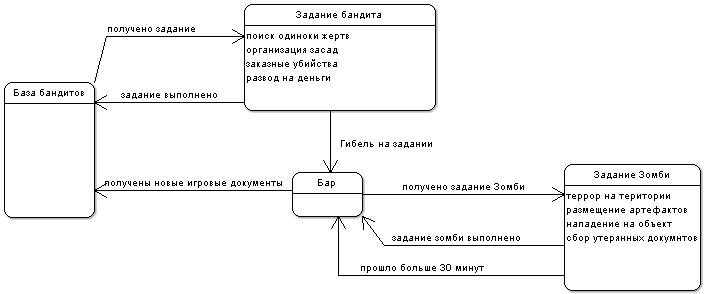 Задание бандита
получено задание
поиск одиноки жертв
организация засад
заказные убийства
развод на деньги
База бандитов
задание выполнено
Гибель на задании
Задание Зомби
Бар
получены новые игровые документы
получено задание Зомби
террор на територии
размещение артефактов
нападение на объект
сбор утерянных докумнтов
задание зомби выполнено
прошло больше 30 минут